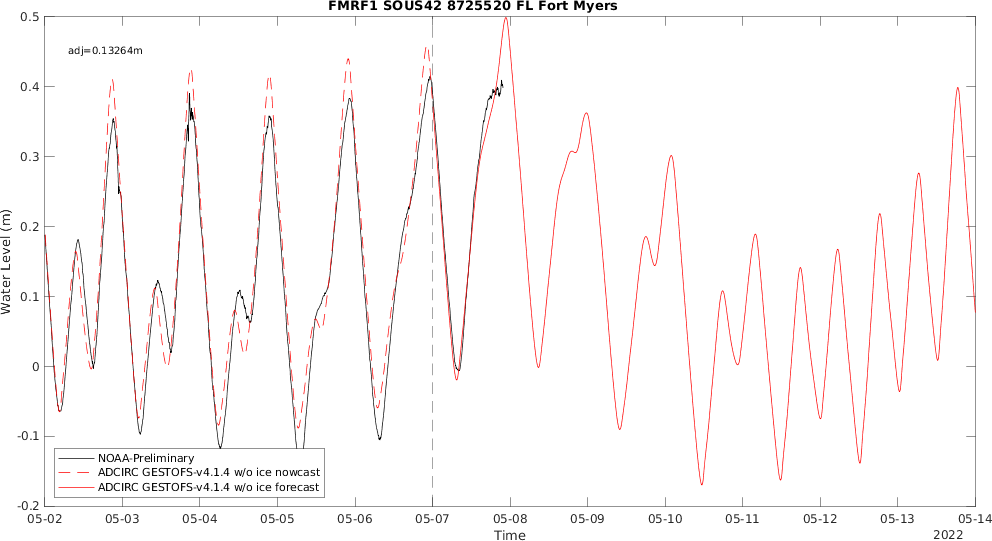 FMRF1 SOUS42 8725520 FL Fort Myers
0.5
adj=0.13264m
0.4
0.3
0.2
0.1
0
-0.1
-0.2
Water Level (m)
NOAA-Preliminary
ADCIRC GESTOFS-v4.1.4 w/o ice nowcast
ADCIRC GESTOFS-v4.1.4 w/o ice forecast
05-02 05-03 05-04 05-05 05-06 05-07 05-08 05-09 05-10 05-11 05-12 05-13 05-14
Time
2022